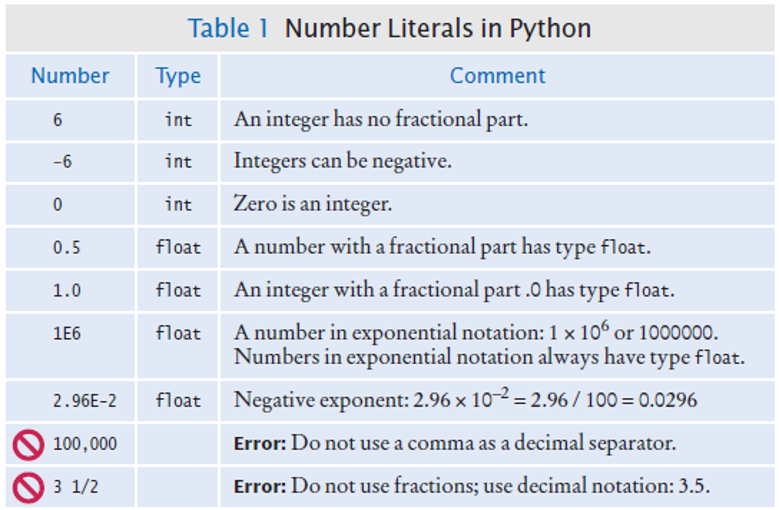 Table 1 Number Literals in Python
Number Type Comment
6 int An integer has no fractional part.
–6 int Integers can be negative.
0 int Zero is an integer.
0.5 float A number with a fractional part has type float.
1.0 float An integer with a fractional part .0 has type float.
1E6 float A number in exponential notation: 1 × 10⁶ or 1000000.
Numbers in exponential notation always have type float.
2.96E-2 float Negative exponent: 2.96 × 10⁻² = 2.96 / 100 = 0.0296
100,000 Error: Do not use a comma as a decimal separator.
3 1/2 Error: Do not use fractions; use decimal notation: 3.5.